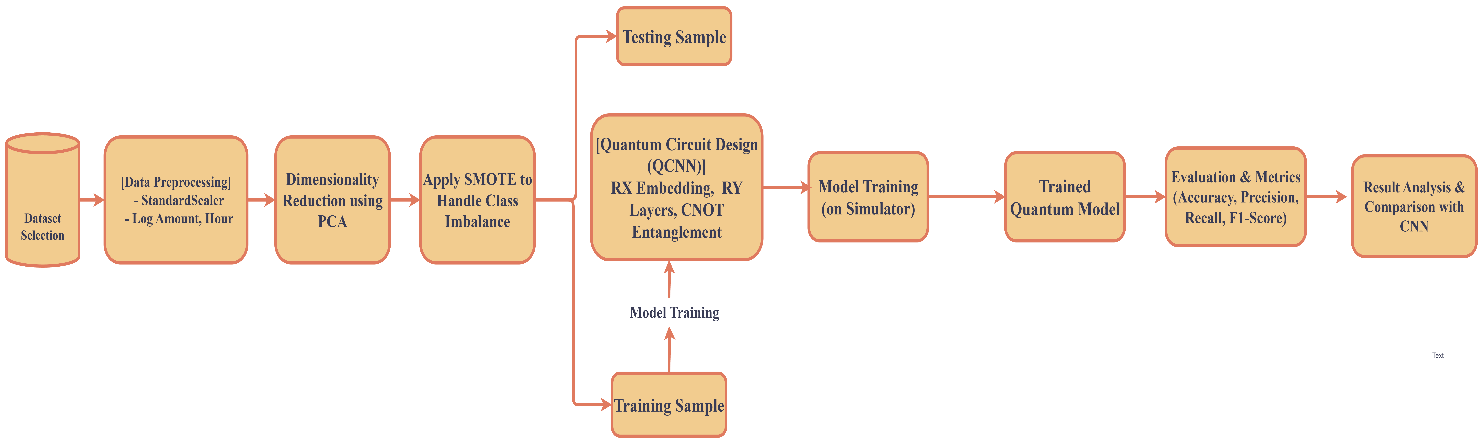 Dataset
Selection
[Data Preprocessing]
- StandardScaler
- Log Amount, Hour
Dimensionality
Reduction using
PCA
Apply SMOTE to
Handle Class
Imbalance
Testing Sample
[Quantum Circuit Design
(QCNN)]
RX Embedding, RY
Layers, CNOT
Entanglement
Model Training
Training Sample
Model Training
(on Simulator)
Trained
Quantum Model
Evaluation & Metrics
(Accuracy, Precision,
Recall, F1-Score)
Result Analysis &
Comparison with
CNN
Text